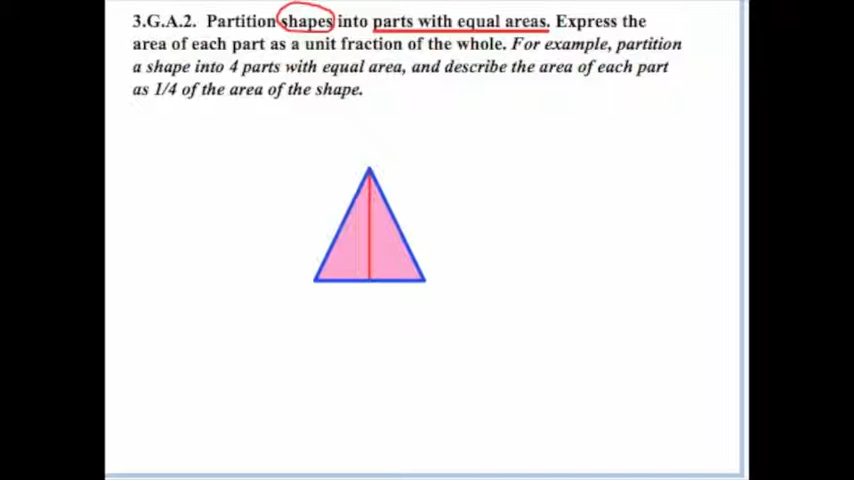 3.G.A.2. Partition shapes into parts with equal areas. Express the
area of each part as a unit fraction of the whole. For example, partition
a shape into 4 parts with equal area, and describe the area of each part
as 1/4 of the area of the shape.